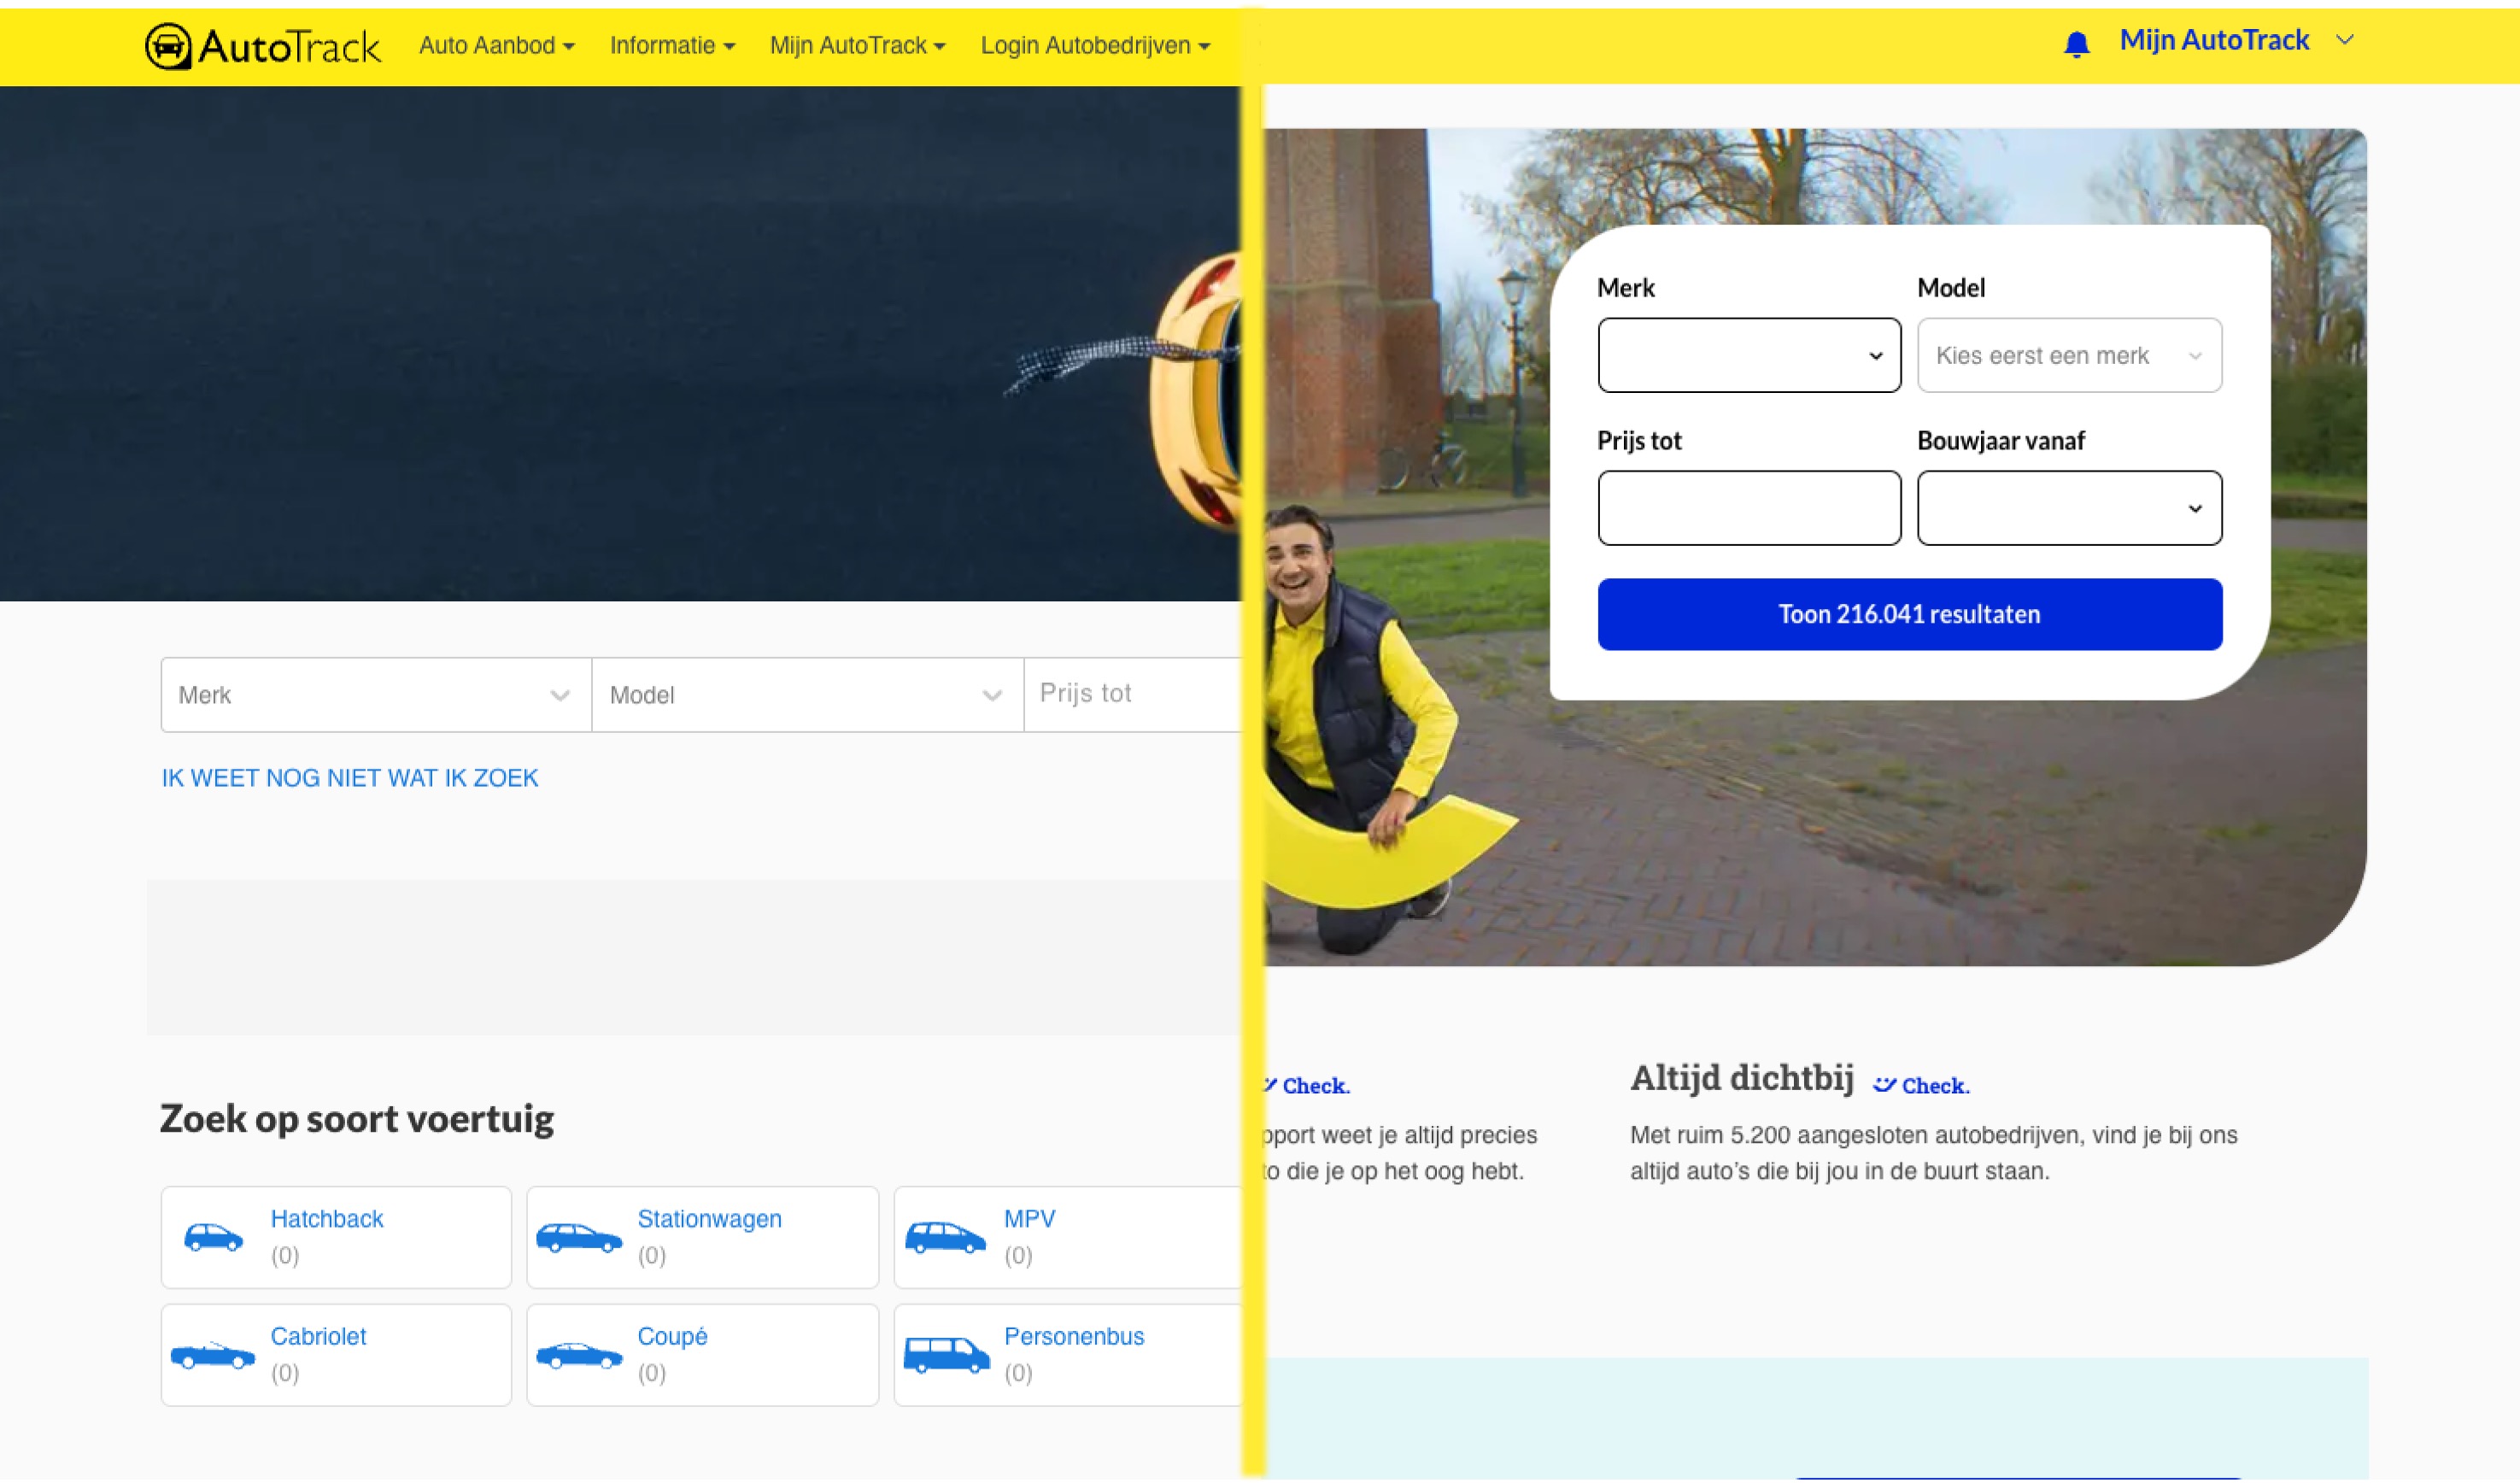 AutoTrack
Auto Aanbod
Informatie
Mijn AutoTrack
Login Autobedrijven
Merk
Model
Prijs tot
IK WEET NOG NIET WAT IK ZOEK
Zoek op soort voertuig
Hatchback
(0)
Stationwagen
(0)
MPV
(0)
Cabriolet
(0)
Coupé
(0)
Personenbus
(0)
Mijn AutoTrack
Merk
Model
Kies eerst een merk
Prijs tot
Bouwjaar vanaf
Toon 216.041 resultaten
Check.
pport weet je altijd precies
to die je op het oog hebt.
Altijd dichtbij Check.
Met ruim 5.200 aangesloten autobedrijven, vind je bij ons
altijd auto's die bij jou in de buurt staan.